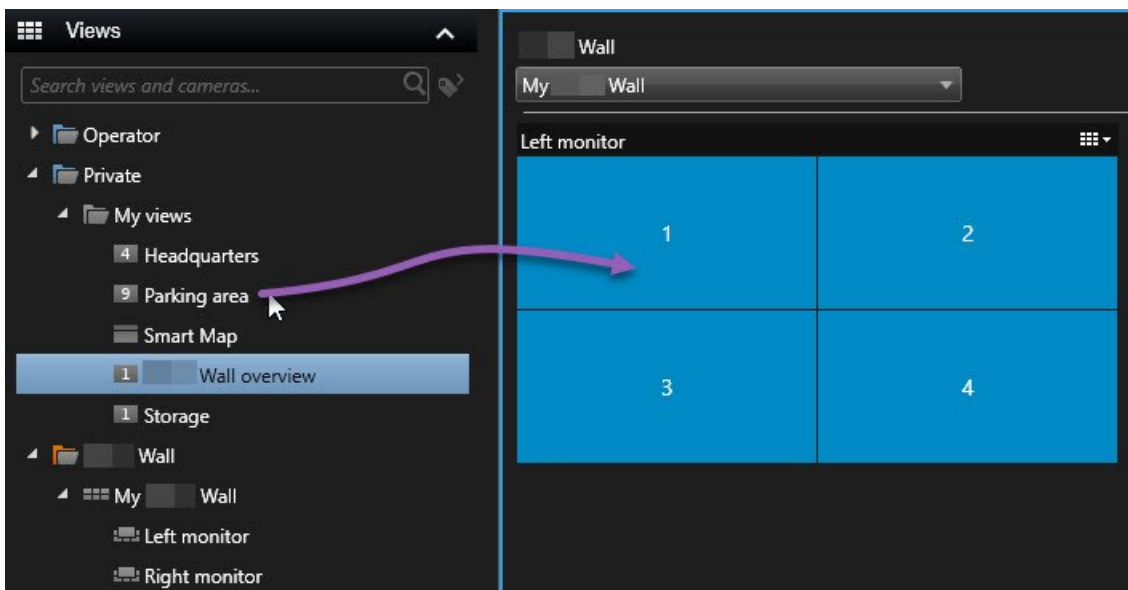 Views
Search views and cameras...
Operator
Private
My views
4 Headquarters
9 Parking area
Smart Map
1 Wall overview
1 Storage
Wall
My Wall
Left monitor
Right monitor
Wall
My Wall
Left monitor
1 2
3 4